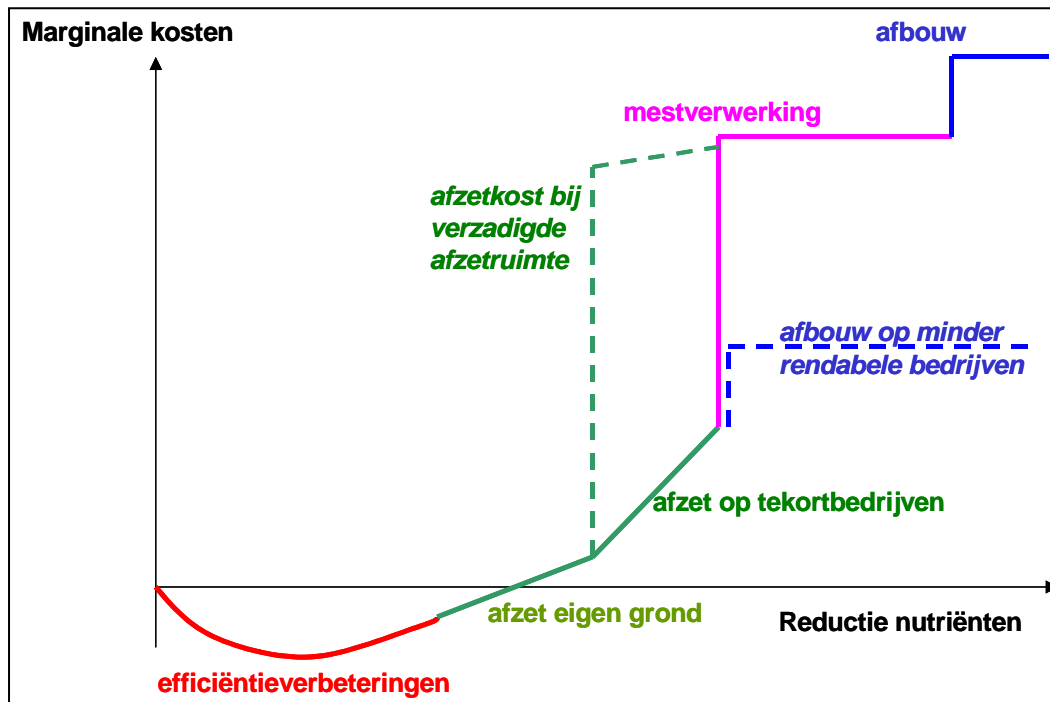 Marginale kosten
afbouw
mestverwerking
afzetkost bij
verzadigde
afzetruimte
afbouw op minder
rendabele bedrijven
afzet op tekortbedrijven
afzet eigen grond
Reductie nutriënten
efficiëntieverbeteringen